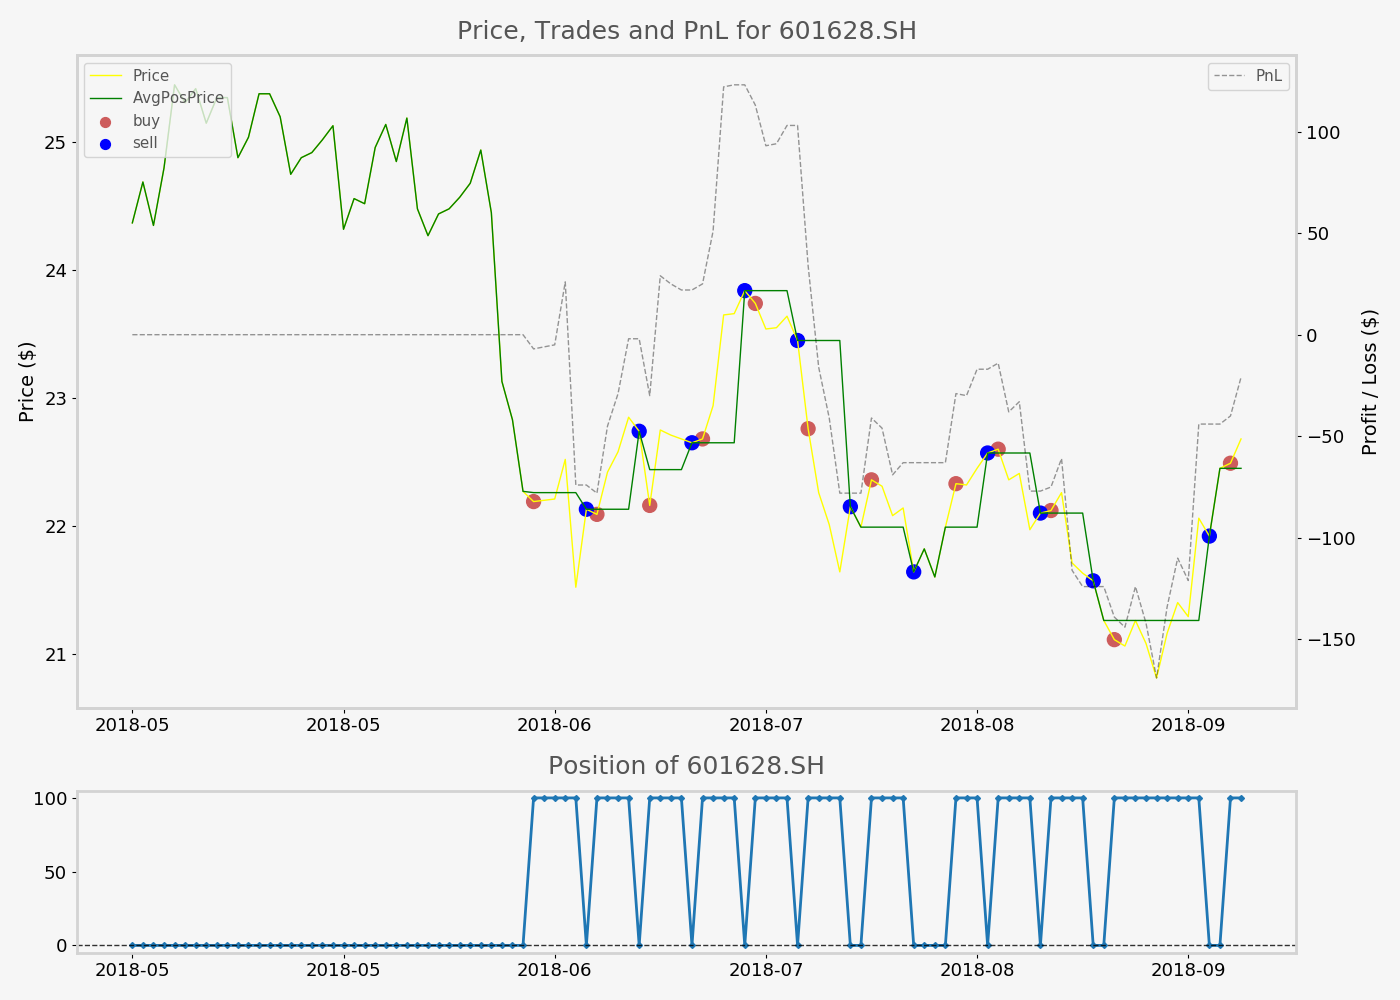 Price, Trades and PnL for 601628.SH
Price
AvgPosPrice
buy
sell
PnL
25
24
23
22
21
Price ($)
100
50
0
−50
−100
−150
Profit / Loss ($)
2018-05 2018-05 2018-06 2018-07 2018-08 2018-09
Position of 601628.SH
100
50
0
2018-05 2018-05 2018-06 2018-07 2018-08 2018-09